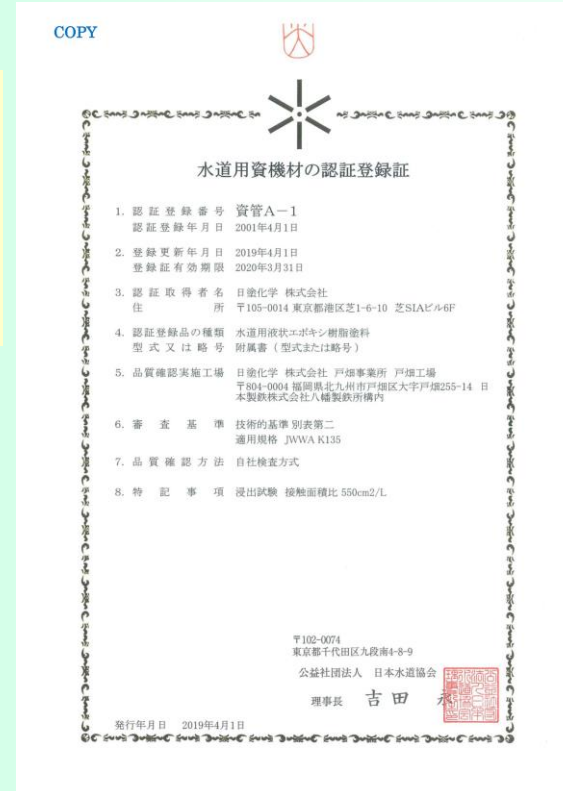 COPY
水道用資機材の認証登録証
1. 認証登録番号 資管A－1
認証登録年月日 2001年4月1日
2. 登録更新年月日 2019年4月1日
登録証有効期限 2020年3月31日
3. 認証取得者名 日塗化学 株式会社
住所 〒105-0014 東京都港区芝1-6-10 芝SIAビル6F
4. 認証登録品の種類 水道用液状エポキシ樹脂塗料
型式又は略号 附属書（型式または略号）
5. 品質確認実施工場 日塗化学 株式会社 戸畑事業所 戸畑工場
〒804-0004 福岡県北九州市戸畑区大字戸畑255-14 日
本製鉄株式会社八幡製鉄所構内
6. 審査基準 技術的基準 別表第二
適用規格 JWWA K135
7. 品質確認方法 自社検査方式
8. 特記事項 浸出試験 接触面積比 550cm2/L
〒102-0074
東京都千代田区九段南4-8-9
公益社団法人 日本水道協会
理事長 吉田 永
発行年月日 2019年4月1日